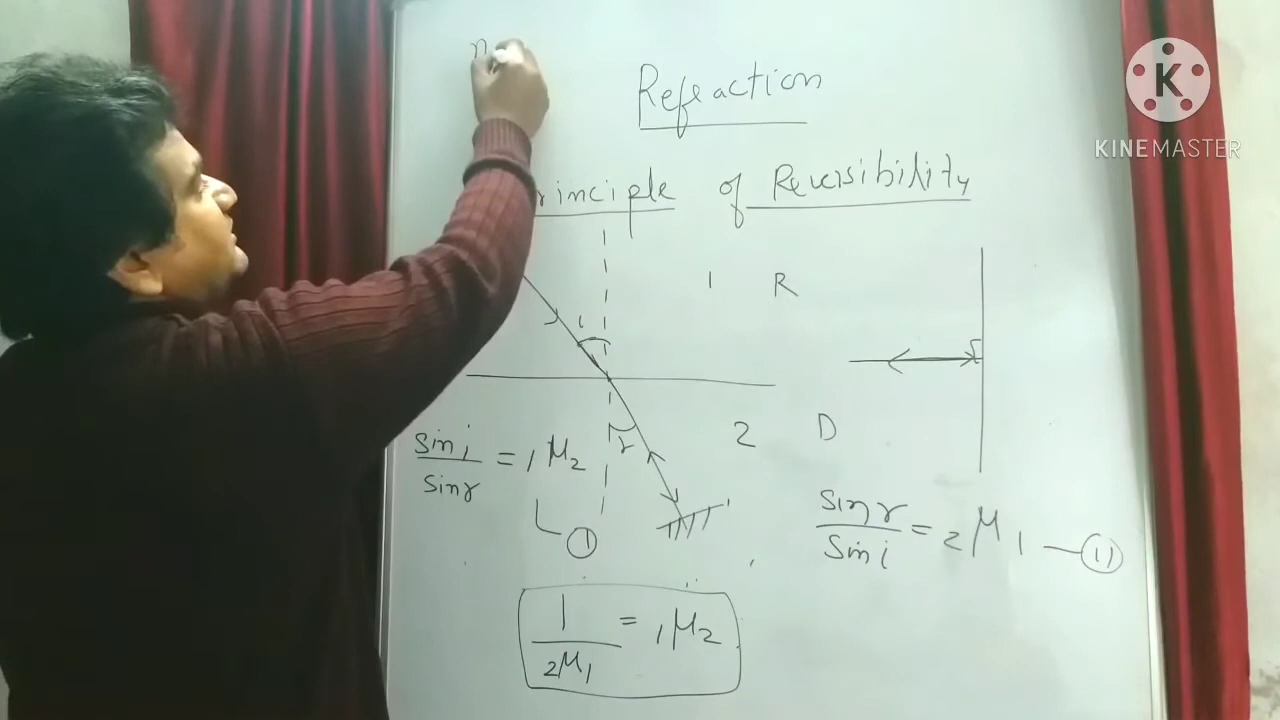 n
Refraction
rinciple of Reversibility
1 R
i
2 D
r
sin i / sin r = 1μ2
①
sin r / sin i = 2μ1 — ⑪
1 / 2μ1 = 1μ2
K
KINEMASTER